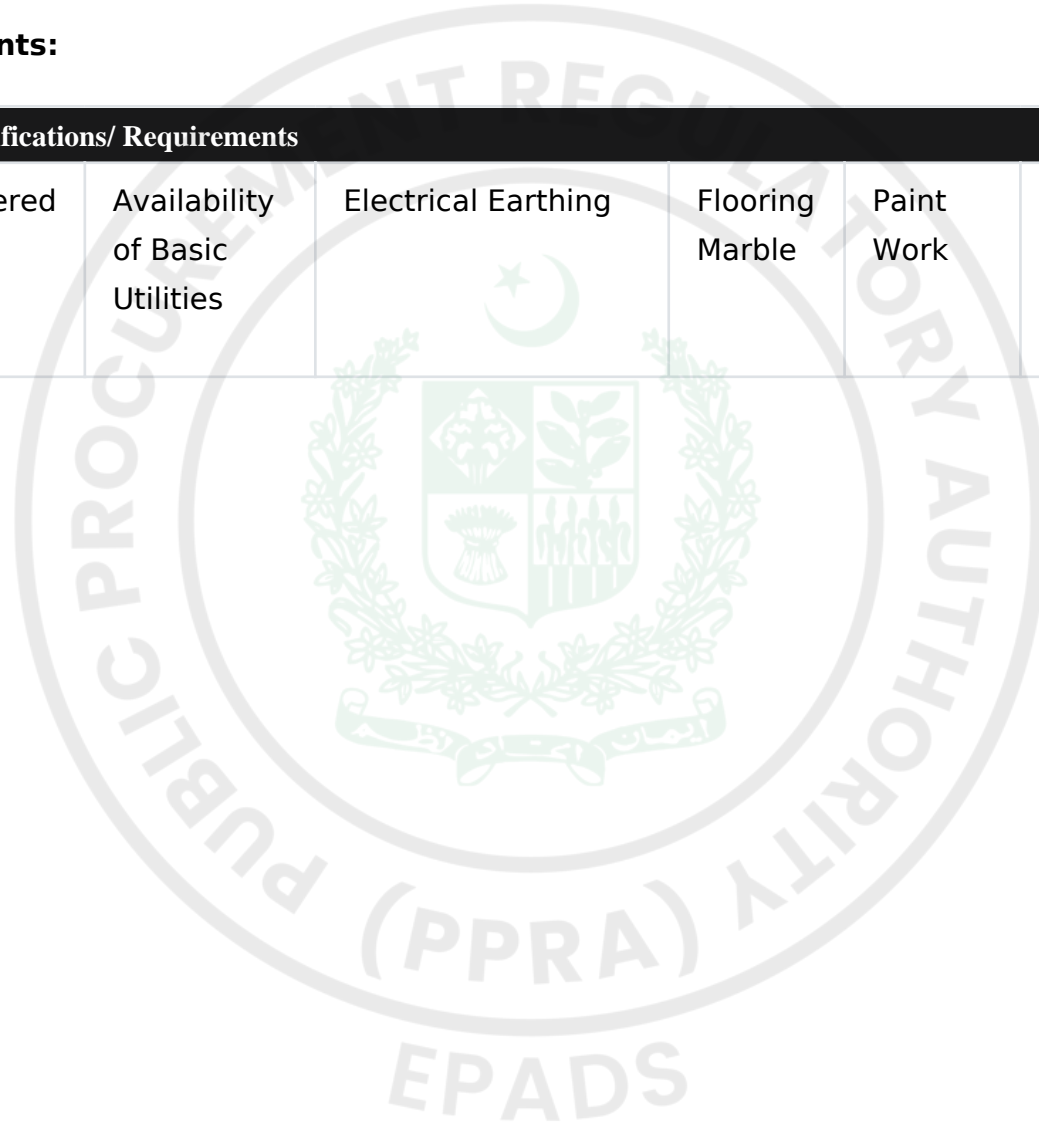 nts:
fications/ Requirements
ered
Availability
of Basic
Utilities
Electrical Earthing
Flooring
Marble
Paint
Work
PUBLIC PROCUREMENT REGULATORY AUTHORITY
(PPRA)
EPADS